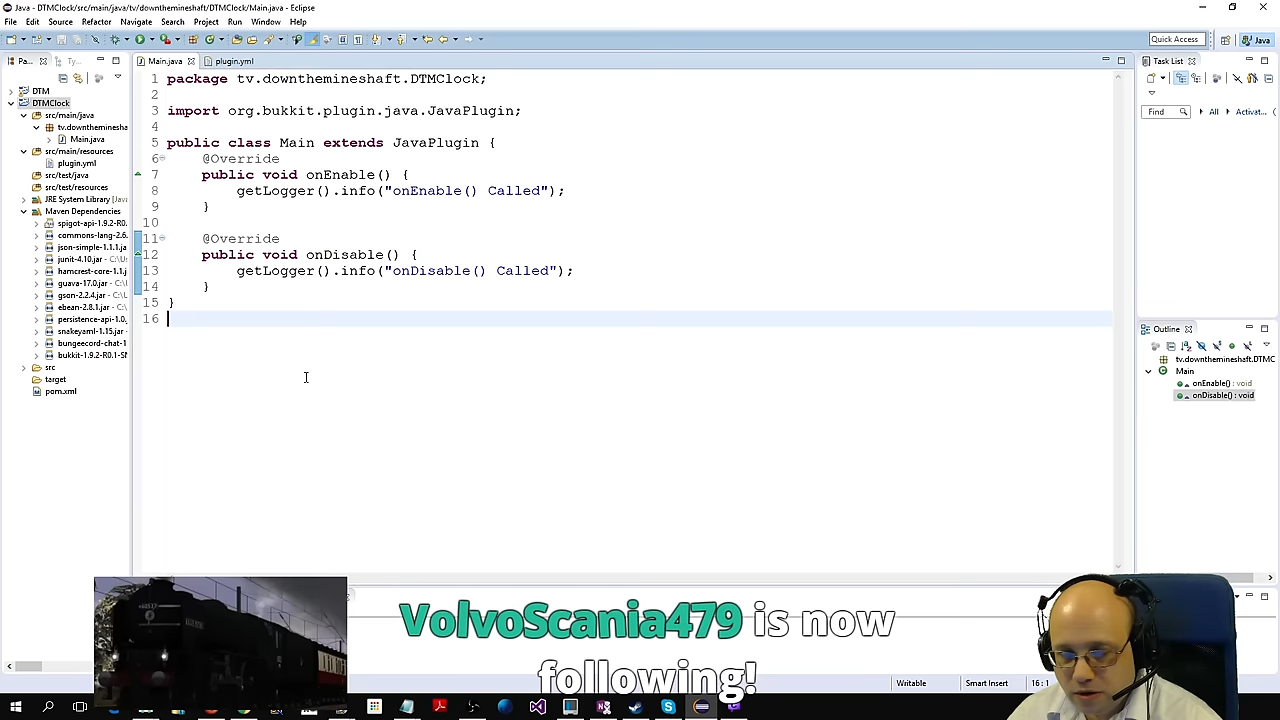 Java - DTMClock/src/main/java/tv/downthemineshaft/DTMClock/Main.java - Eclipse
File Edit Source Refactor Navigate Search Project Run Window Help
Quick Access
Java
Pa...
Ty...
Main.java
plugin.yml
Task List
Find
All
Activat...
DTM
DTMClock
src/main/java
tv.downthemineshа
Main.java
src/main/resources
plugin.yml
src/test/java
src/test/resources
JRE System Library [Java
Maven Dependencies
spigot-api-1.9.2-R0.
commons-lang-2.6.
json-simple-1.1.1.ja
junit-4.10.jar - C:\U
hamcrest-core-1.1.j
guava-17.0.jar - C:\
gson-2.2.4.jar - C:\U
ebean-2.8.1.jar - C:\
persistence-api-1.0.
snakeyaml-1.15.jar
bungeecord-chat-1
bukkit-1.9.2-R0.1-SN
src
target
pom.xml
1 package tv.downthemineshaft.DTMClock;
2
3 import org.bukkit.plugin.java.JavaPlugin;
4
5 public class Main extends JavaPlugin {
6 @Override
7 public void onEnable() {
8 getLogger().info("onEnable() Called");
9 }
10
11 @Override
12 public void onDisable() {
13 getLogger().info("onDisable() Called");
14 }
15 }
16
Outline
tv.downthemineshaft.DTMC
Main
onEnable() : void
onDisable() : void
VolvoScania479 is now
following!
Writable
Smart Insert
16:1